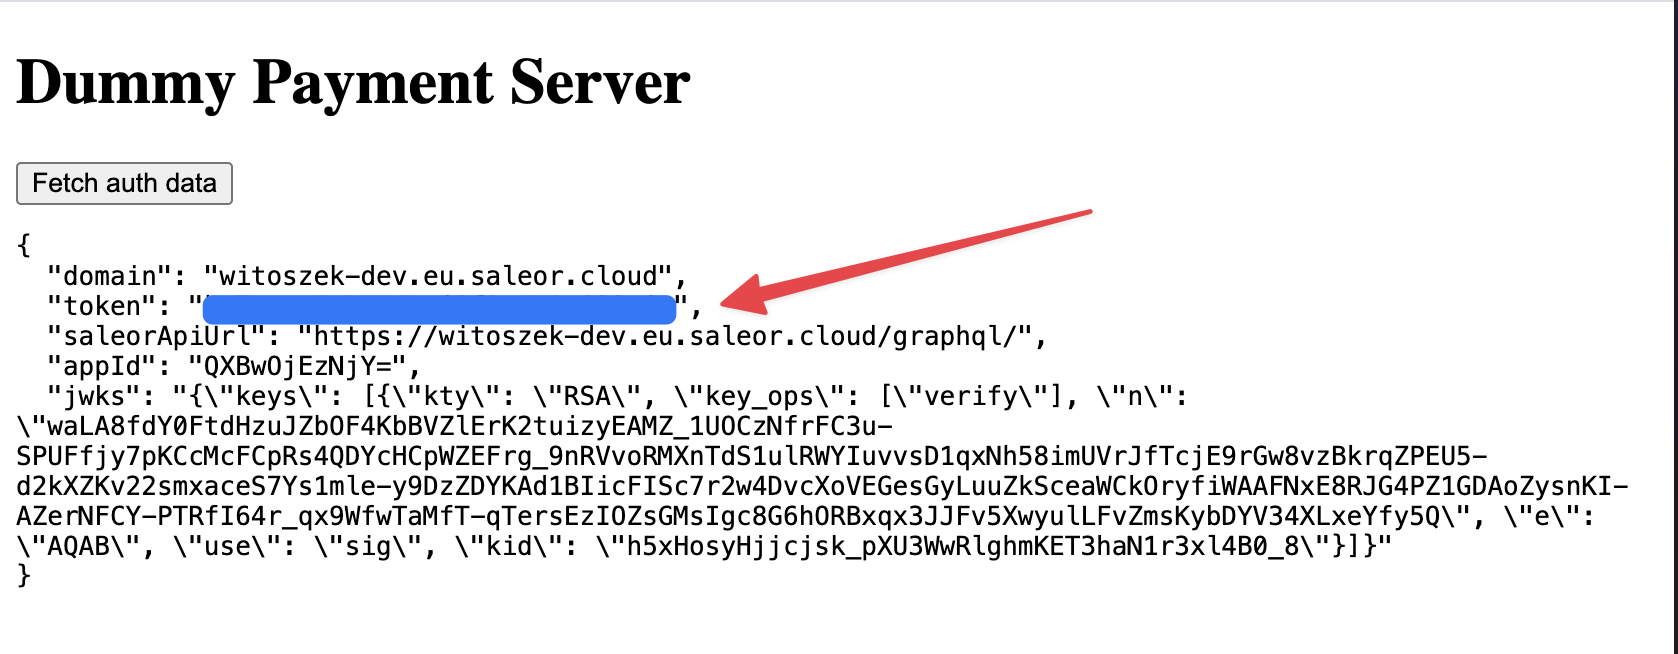 Dummy Payment Server
Fetch auth data
{
"domain": "witoszek-dev.eu.saleor.cloud",
"token": "",
"saleorApiUrl": "https://witoszek-dev.eu.saleor.cloud/graphql/",
"appId": "QXBwOjEzNjY=",
"jwks": "{\"keys\": [{\"kty\": \"RSA\", \"key_ops\": [\"verify\"], \"n\":
\"waLA8fdY0FtdHzuJZbOF4KbBVZlErK2tuizyEAMZ_1UOCzNfrFC3u-
SPUFfjy7pKCcMcFCpRs4QDYcHCpWZEFrg_9nRVvoRMXnTdS1ulRWYIuvvsD1qxNh58imUVrJfTcjE9rGw8vzBkrqZPEU5-
d2kXZKv22smxaceS7Ys1mle-y9DzZDYKAd1BIicFISc7r2w4DvcXoVEGesGyLuuZkSceaWCkOryfiWAAFNxE8RJG4PZ1GDAoZysnKI-
AZerNFCY-PTRfI64r_qx9WfwTaMfT-qTersEzIOZsGMsIgc8G6hORBxqx3JJFv5XwyulLFvZmsKybDYV34XLxeYfy5Q\", \"e\":
\"AQAB\", \"use\": \"sig\", \"kid\": \"h5xHosyHjjcjsk_pXU3WwRlghmKET3haN1r3xl4B0_8\"}]}"
}